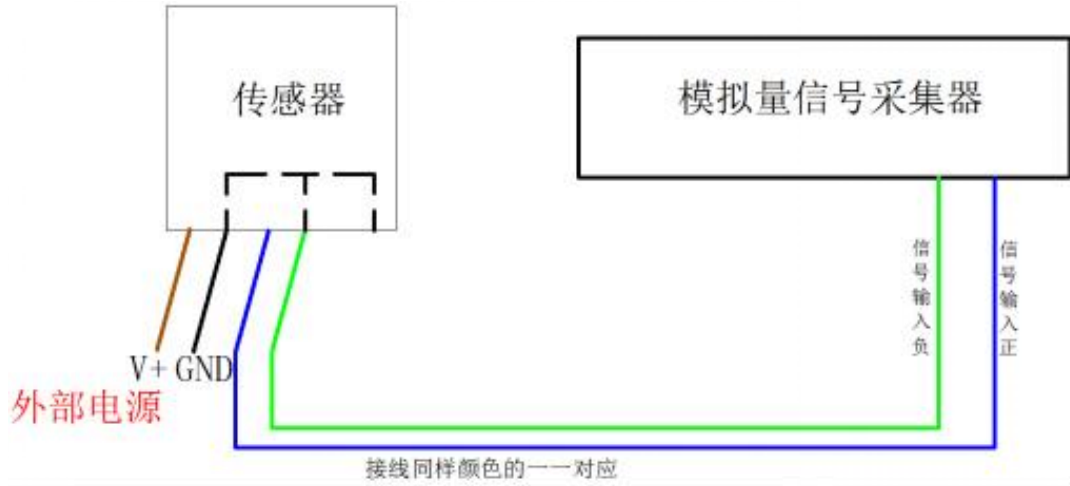 传感器
模拟量信号采集器
信号输入负
信号输入正
V+ GND
外部电源
接线同样颜色的一一对应